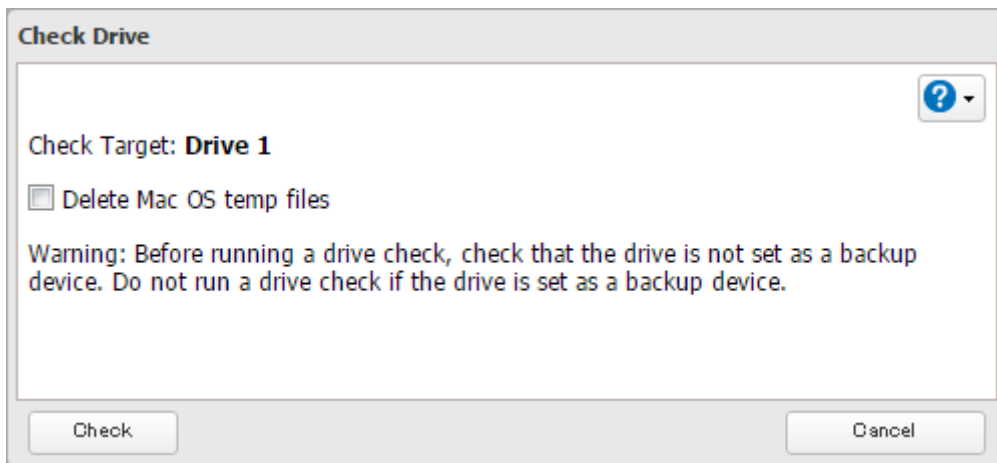 Check Drive
?
Check Target: Drive 1
Delete Mac OS temp files
Warning: Before running a drive check, check that the drive is not set as a backup
device. Do not run a drive check if the drive is set as a backup device.
Check
Cancel